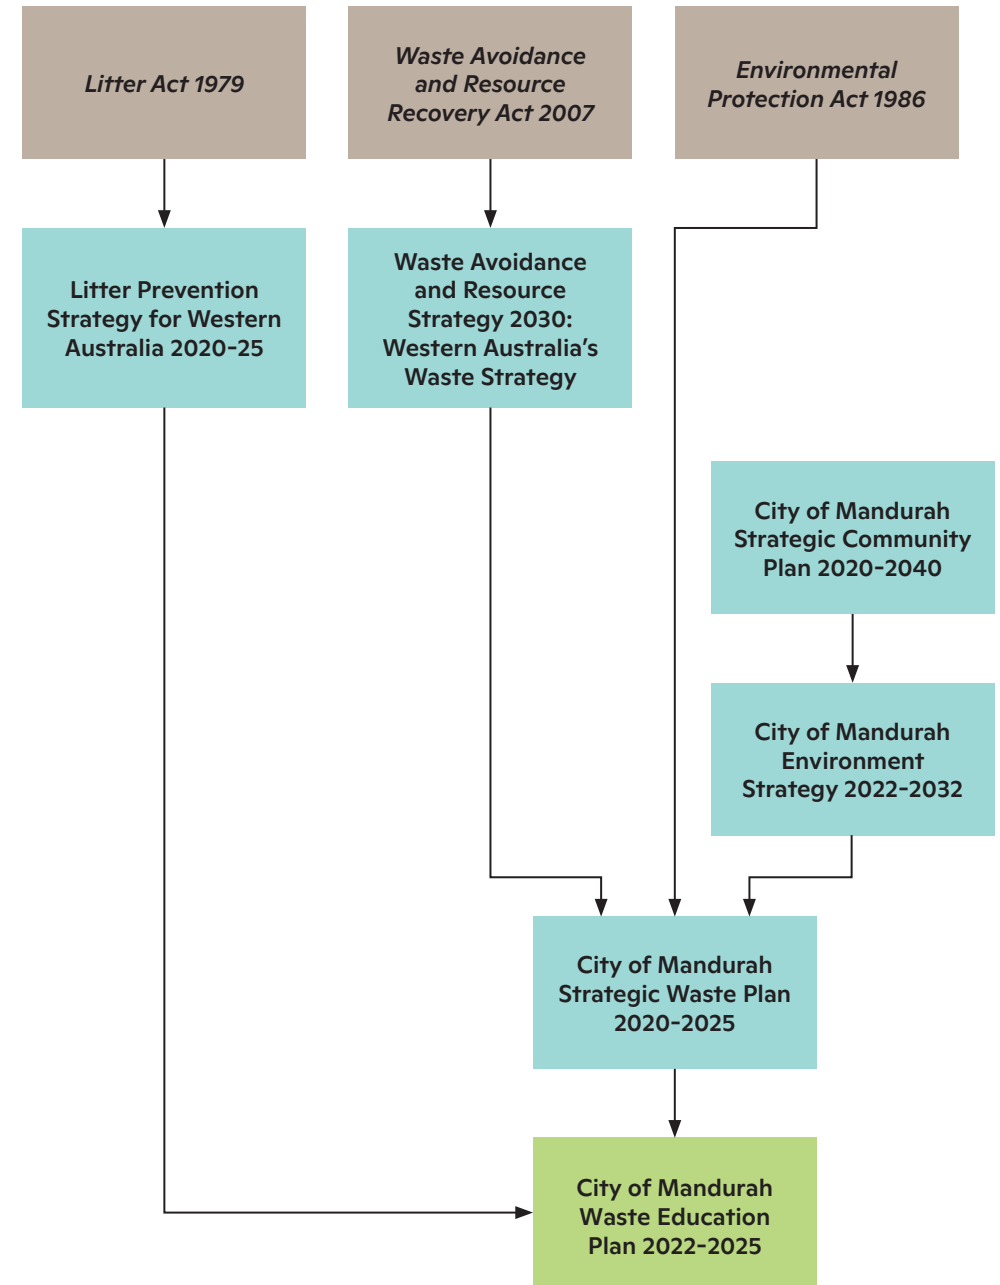 Litter Act 1979
Waste Avoidance
and Resource
Recovery Act 2007
Environmental
Protection Act 1986
Litter Prevention
Strategy for Western
Australia 2020-25
Waste Avoidance
and Resource
Strategy 2030:
Western Australia's
Waste Strategy
City of Mandurah
Strategic Community
Plan 2020-2040
City of Mandurah
Environment
Strategy 2022-2032
City of Mandurah
Strategic Waste Plan
2020-2025
City of Mandurah
Waste Education
Plan 2022-2025